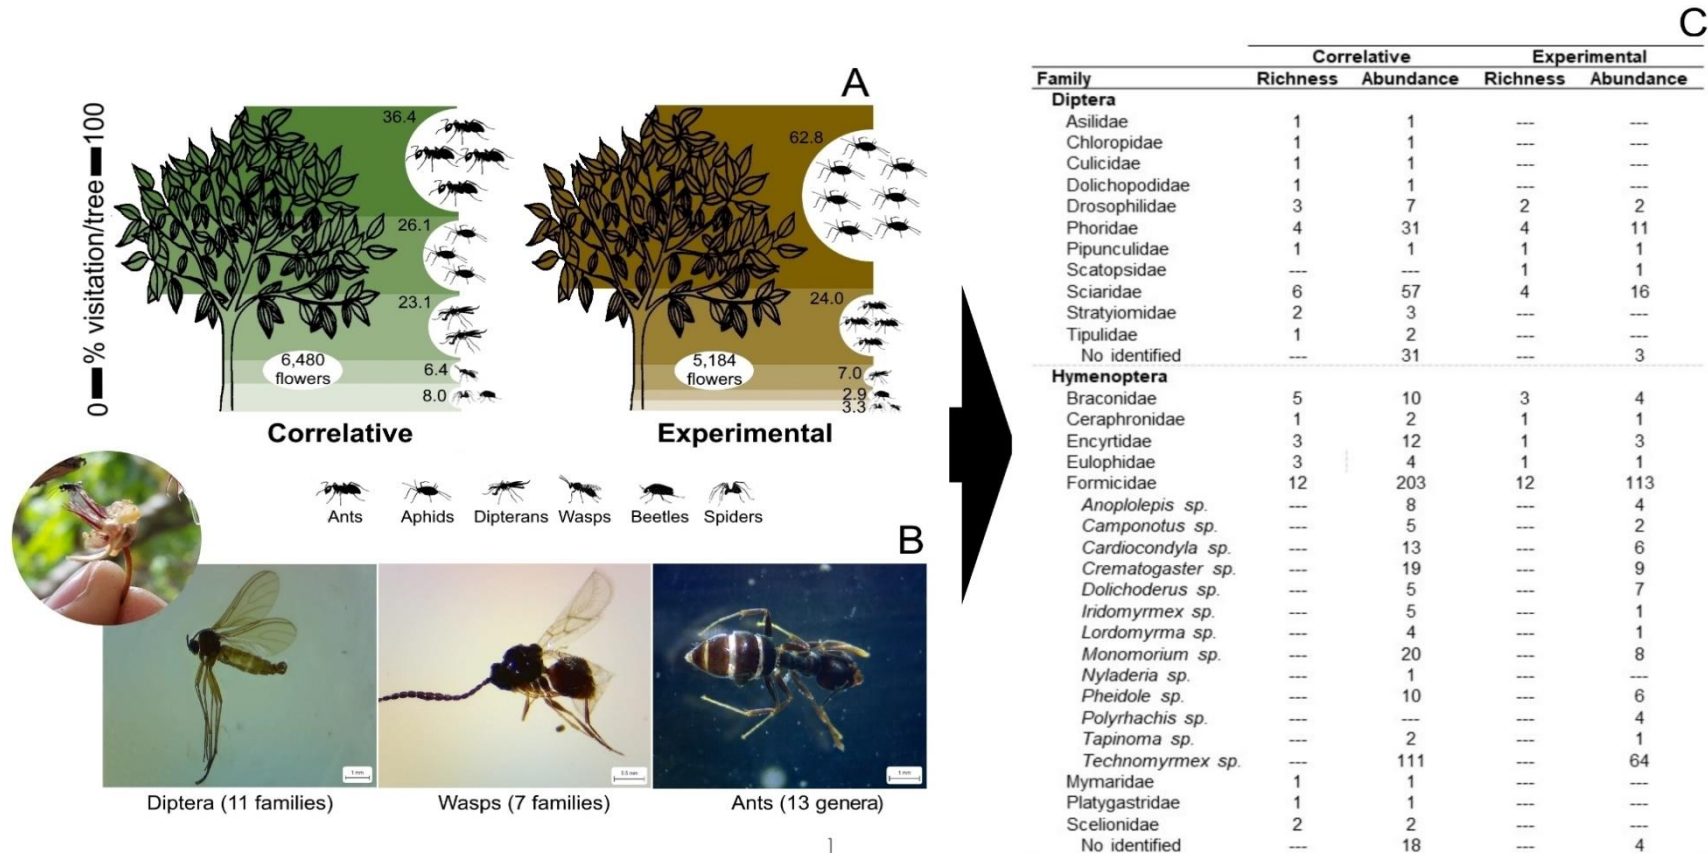 A
0 % visitation/tree 100
36.4
26.1
23.1
6.4
8.0
6,480
flowers
Correlative
62.8
24.0
7.0
2.9
3.3
5,184
flowers
Experimental
Ants Aphids Dipterans Wasps Beetles Spiders
B
1 mm
0.5 mm
1 mm
Diptera (11 families) Wasps (7 families) Ants (13 genera)
C
Correlative Experimental
Family Richness Abundance Richness Abundance
Diptera
Asilidae 1 1 --- ---
Chloropidae 1 1 --- ---
Culicidae 1 1 --- ---
Dolichopodidae 1 1 --- ---
Drosophilidae 3 7 2 2
Phoridae 4 31 4 11
Pipunculidae 1 1 1 1
Scatopsidae --- --- 1 1
Sciaridae 6 57 4 16
Stratyiomidae 2 3 --- ---
Tipulidae 1 2 --- ---
No identified --- 31 --- 3
Hymenoptera
Braconidae 5 10 3 4
Ceraphronidae 1 2 1 1
Encyrtidae 3 12 1 3
Eulophidae 3 4 1 1
Formicidae 12 203 12 113
Anoplolepis sp. --- 8 --- 4
Camponotus sp. --- 5 --- 2
Cardiocondyla sp. --- 13 --- 6
Crematogaster sp. --- 19 --- 9
Dolichoderus sp. --- 5 --- 7
Iridomyrmex sp. --- 5 --- 1
Lordomyrma sp. --- 4 --- 1
Monomorium sp. --- 20 --- 8
Nyladeria sp. --- 1 --- ---
Pheidole sp. --- 10 --- 6
Polyrhachis sp. --- --- --- 4
Tapinoma sp. --- 2 --- 1
Technomyrmex sp. --- 111 --- 64
Mymaridae 1 1 --- ---
Platygastridae 1 1 --- ---
Scelionidae 2 2 --- ---
No identified --- 18 --- 4